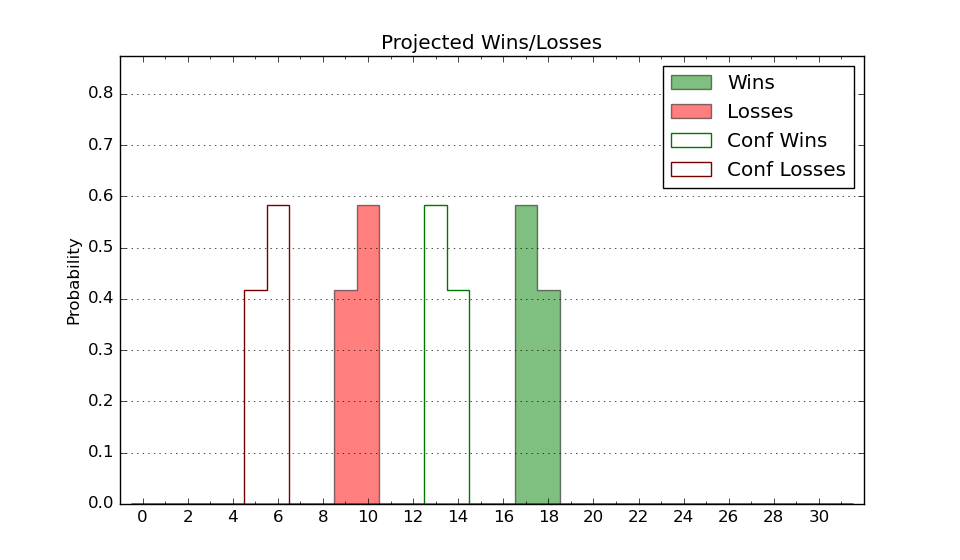 Projected Wins/Losses
Wins
Losses
Conf Wins
Conf Losses
Probability
0.8
0.7
0.6
0.5
0.4
0.3
0.2
0.1
0.0
0 2 4 6 8 10 12 14 16 18 20 22 24 26 28 30